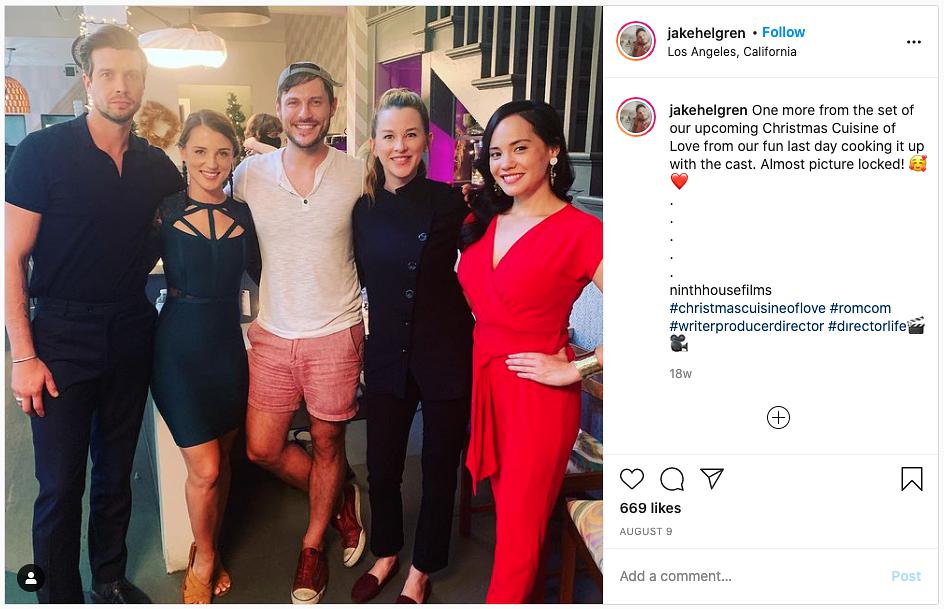 jakehelgren • Follow
Los Angeles, California
jakehelgren One more from the set of
our upcoming Christmas Cuisine of
Love from our fun last day cooking it up
with the cast. Almost picture locked! 🥰
❤️
.
.
.
.
.
ninthhousefilms
#christmascuisineoflove #romcom
#writerproducerdirector #dırectorlife🎬
🎥
18w
669 likes
AUGUST 9
Add a comment...
Post